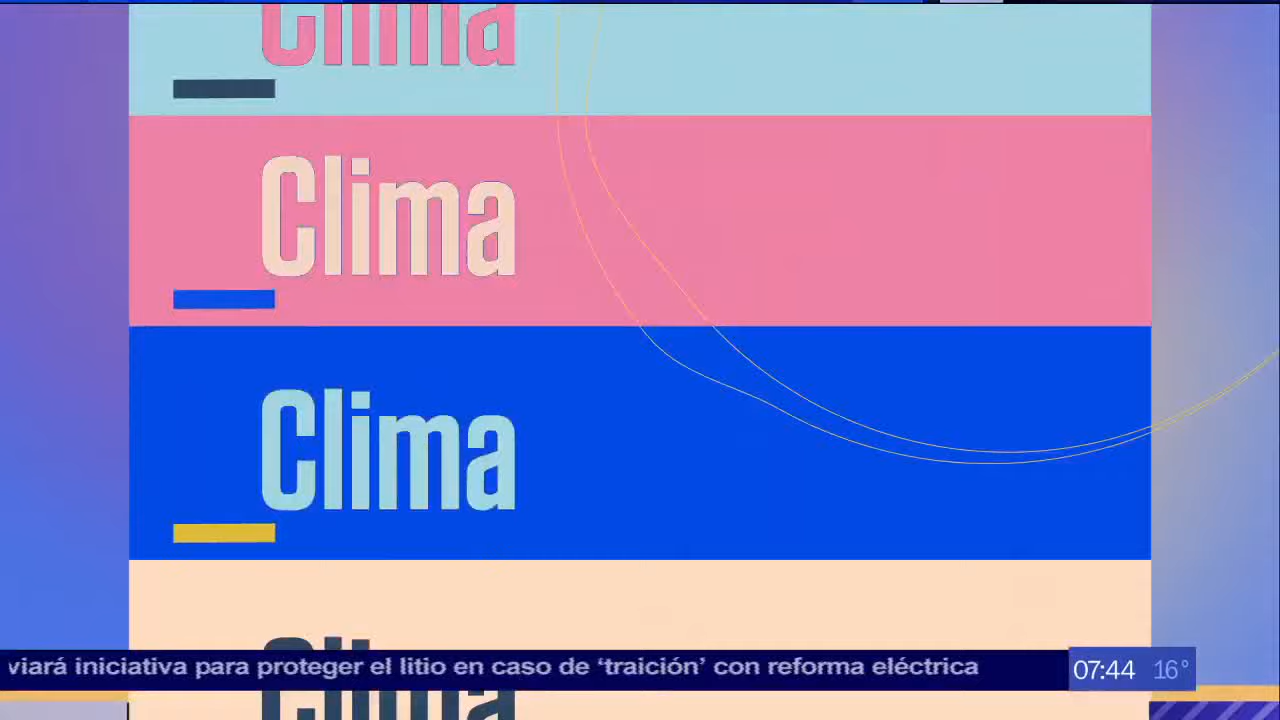 Clima
Clima
Clima
Clima
viará iniciativa para proteger el litio en caso de ‘traición’ con reforma eléctrica
07:44 16°